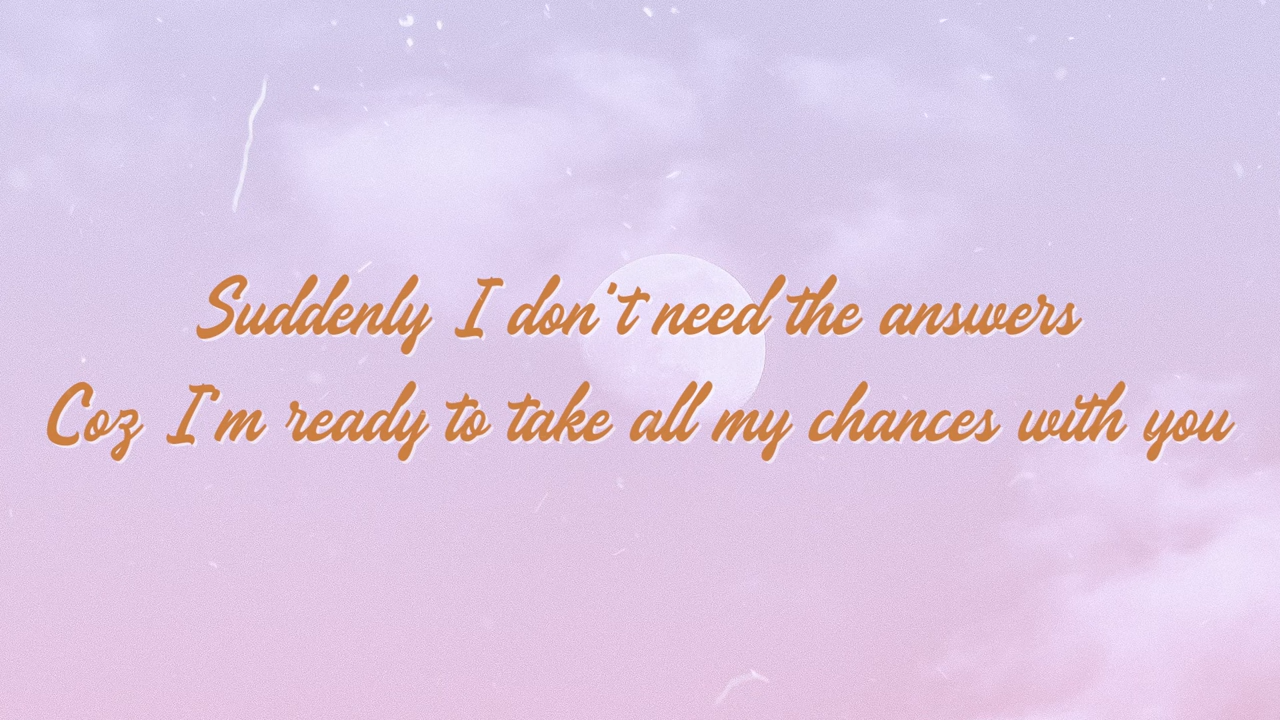 Suddenly I don't need the answers
Coz I'm ready to take all my chances with you